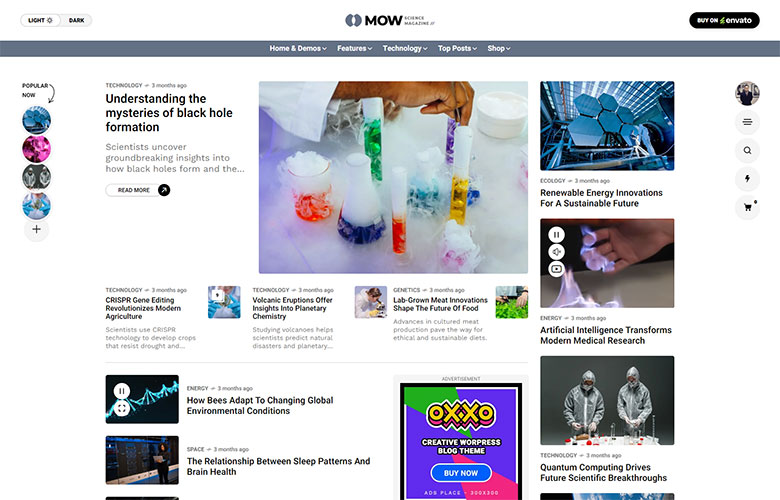 LIGHT
DARK
MOW
SCIENCE
MAGAZINE //
BUY ON envato
Home & Demos
Features
Technology
Top Posts
Shop
POPULAR
NOW
TECHNOLOGY
3 months ago
Understanding the
mysteries of black hole
formation
Scientists uncover
groundbreaking insights into
how black holes form and the...
READ MORE
TECHNOLOGY
3 months ago
CRISPR Gene Editing
Revolutionizes Modern
Agriculture
Scientists use CRISPR
technology to develop crops
that resist drought and...
TECHNOLOGY
3 months ago
Volcanic Eruptions Offer
Insights Into Planetary
Chemistry
Studying volcanoes helps
scientists predict natural
disasters and planetary...
GENETICS
3 months ago
Lab-Grown Meat Innovations
Shape The Future Of Food
Advances in cultured meat
production pave the way for
ethical and sustainable diets.
ENERGY
3 months ago
How Bees Adapt To Changing Global
Environmental Conditions
SPACE
3 months ago
The Relationship Between Sleep Patterns And
Brain Health
ADVERTISEMENT
OXXO
CREATIVE WORPRESS
BLOG THEME
BUY NOW
ADS PLACE - 300X300
ECOLOGY
3 months ago
Renewable Energy Innovations
For A Sustainable Future
ENERGY
3 months ago
Artificial Intelligence Transforms
Modern Medical Research
TECHNOLOGY
3 months ago
Quantum Computing Drives
Future Scientific Breakthroughs
0